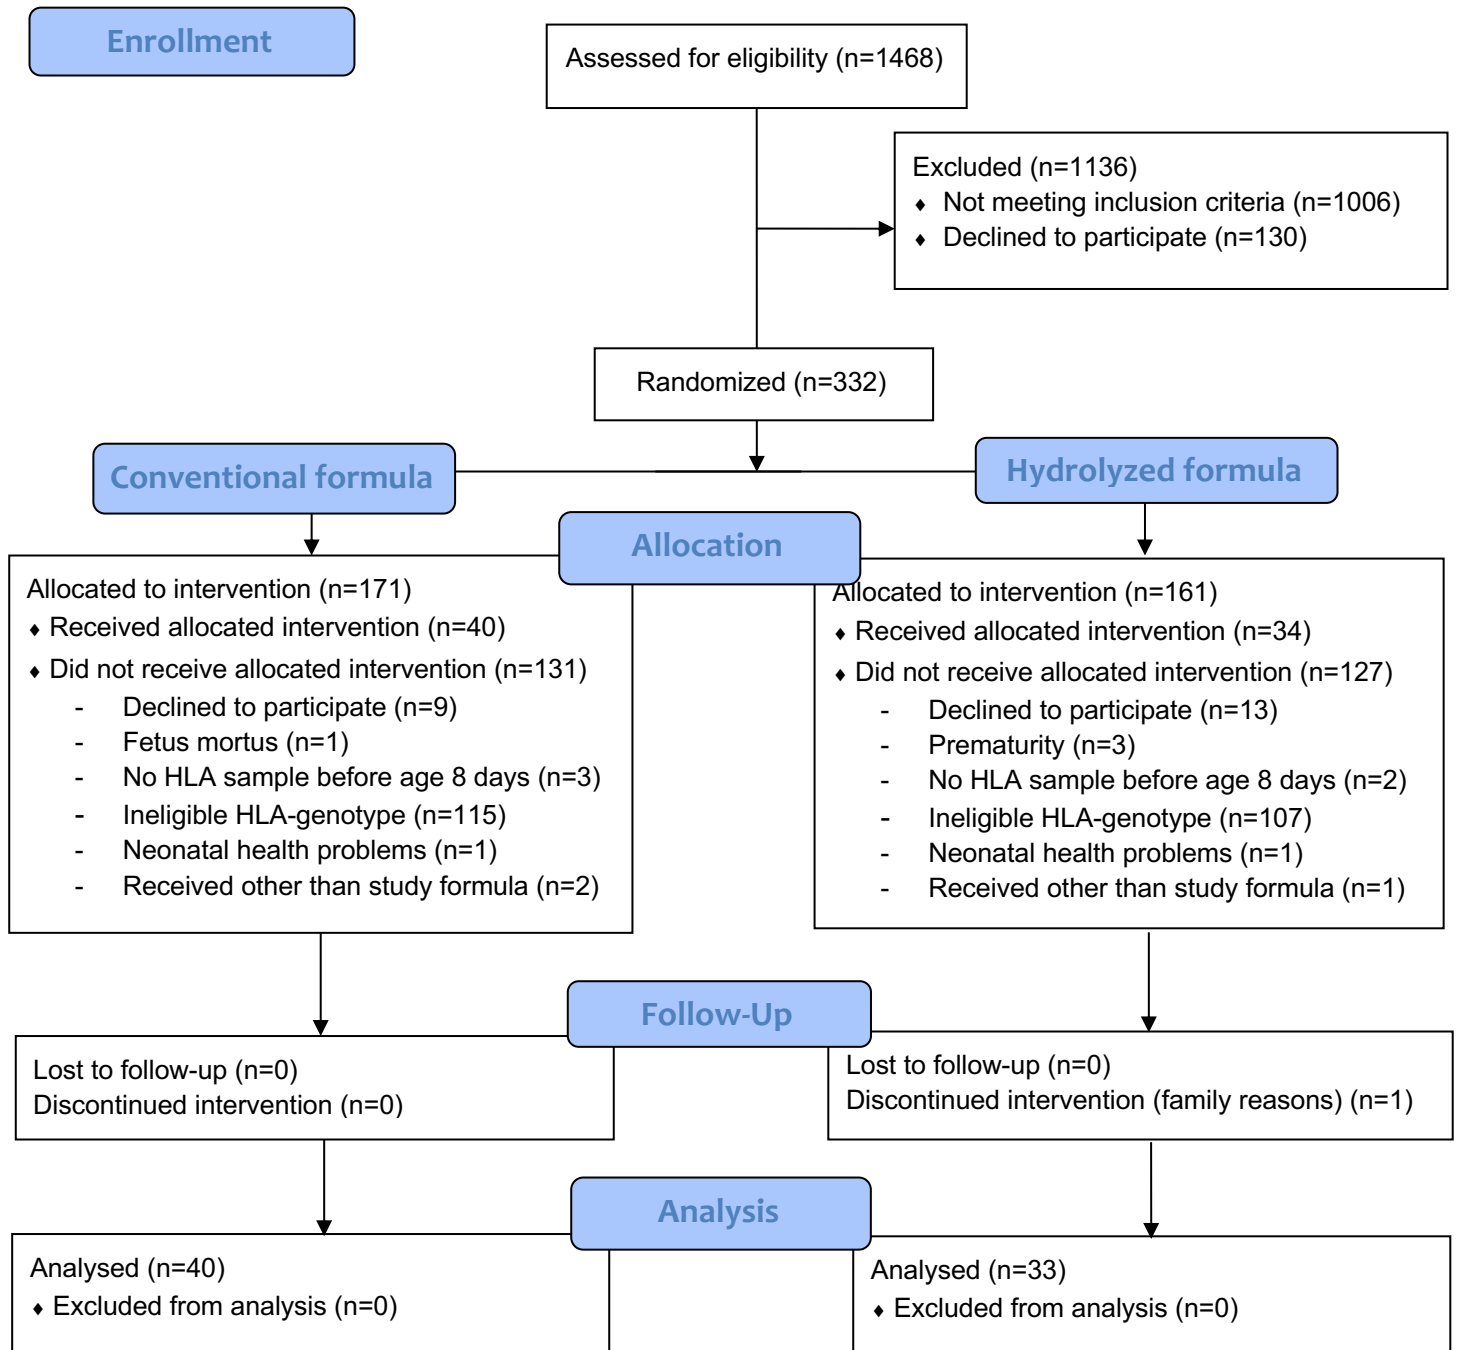 Enrollment
Assessed for eligibility (n=1468)
Excluded (n=1136)
♦ Not meeting inclusion criteria (n=1006)
♦ Declined to participate (n=130)
Randomized (n=332)
Conventional formula
Hydrolyzed formula
Allocation
Allocated to intervention (n=171)
♦ Received allocated intervention (n=40)
♦ Did not receive allocated intervention (n=131)
- Declined to participate (n=9)
- Fetus mortus (n=1)
- No HLA sample before age 8 days (n=3)
- Ineligible HLA-genotype (n=115)
- Neonatal health problems (n=1)
- Received other than study formula (n=2)
Allocated to intervention (n=161)
♦ Received allocated intervention (n=34)
♦ Did not receive allocated intervention (n=127)
- Declined to participate (n=13)
- Prematurity (n=3)
- No HLA sample before age 8 days (n=2)
- Ineligible HLA-genotype (n=107)
- Neonatal health problems (n=1)
- Received other than study formula (n=1)
Follow-Up
Lost to follow-up (n=0)
Discontinued intervention (n=0)
Lost to follow-up (n=0)
Discontinued intervention (family reasons) (n=1)
Analysis
Analysed (n=40)
♦ Excluded from analysis (n=0)
Analysed (n=33)
♦ Excluded from analysis (n=0)